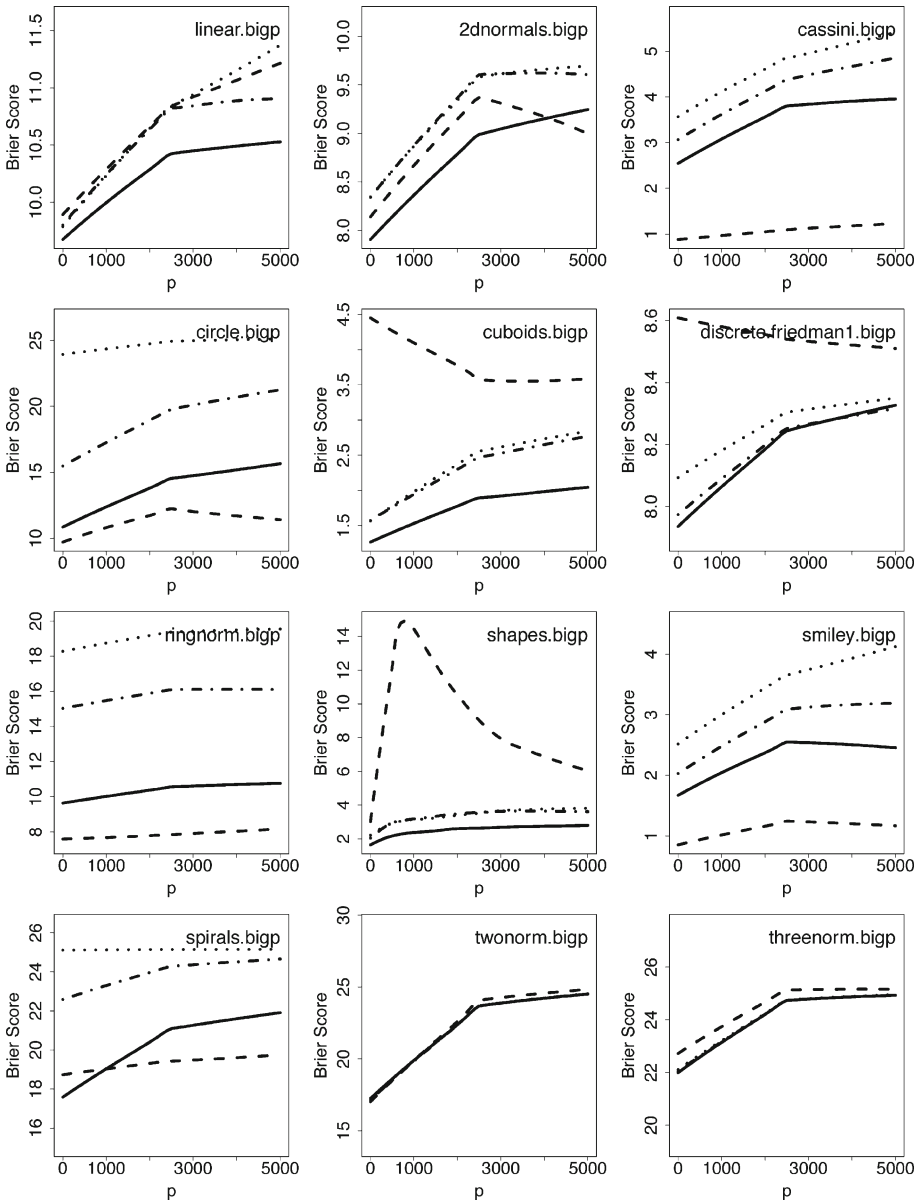 linear.bigp
Brier Score
10.0 10.5 11.0 11.5
0 1000 3000 5000
p
2dnormals.bigp
Brier Score
8.0 8.5 9.0 9.5 10.0
0 1000 3000 5000
p
cassini.bigp
Brier Score
1 2 3 4 5
0 1000 3000 5000
p
circle.bigp
Brier Score
10 15 20 25
0 1000 3000 5000
p
cuboids.bigp
Brier Score
1.5 2.5 3.5 4.5
0 1000 3000 5000
p
discrete.friedman1.bigp
Brier Score
8.0 8.2 8.4 8.6
0 1000 3000 5000
p
ringnorm.bigp
Brier Score
8 10 12 14 16 18 20
0 1000 3000 5000
p
shapes.bigp
Brier Score
2 4 6 8 10 12 14
0 1000 3000 5000
p
smiley.bigp
Brier Score
1 2 3 4
0 1000 3000 5000
p
spirals.bigp
Brier Score
16 18 20 22 24 26
0 1000 3000 5000
p
twonorm.bigp
Brier Score
15 20 25 30
0 1000 3000 5000
p
threenorm.bigp
Brier Score
20 22 24 26
0 1000 3000 5000
p